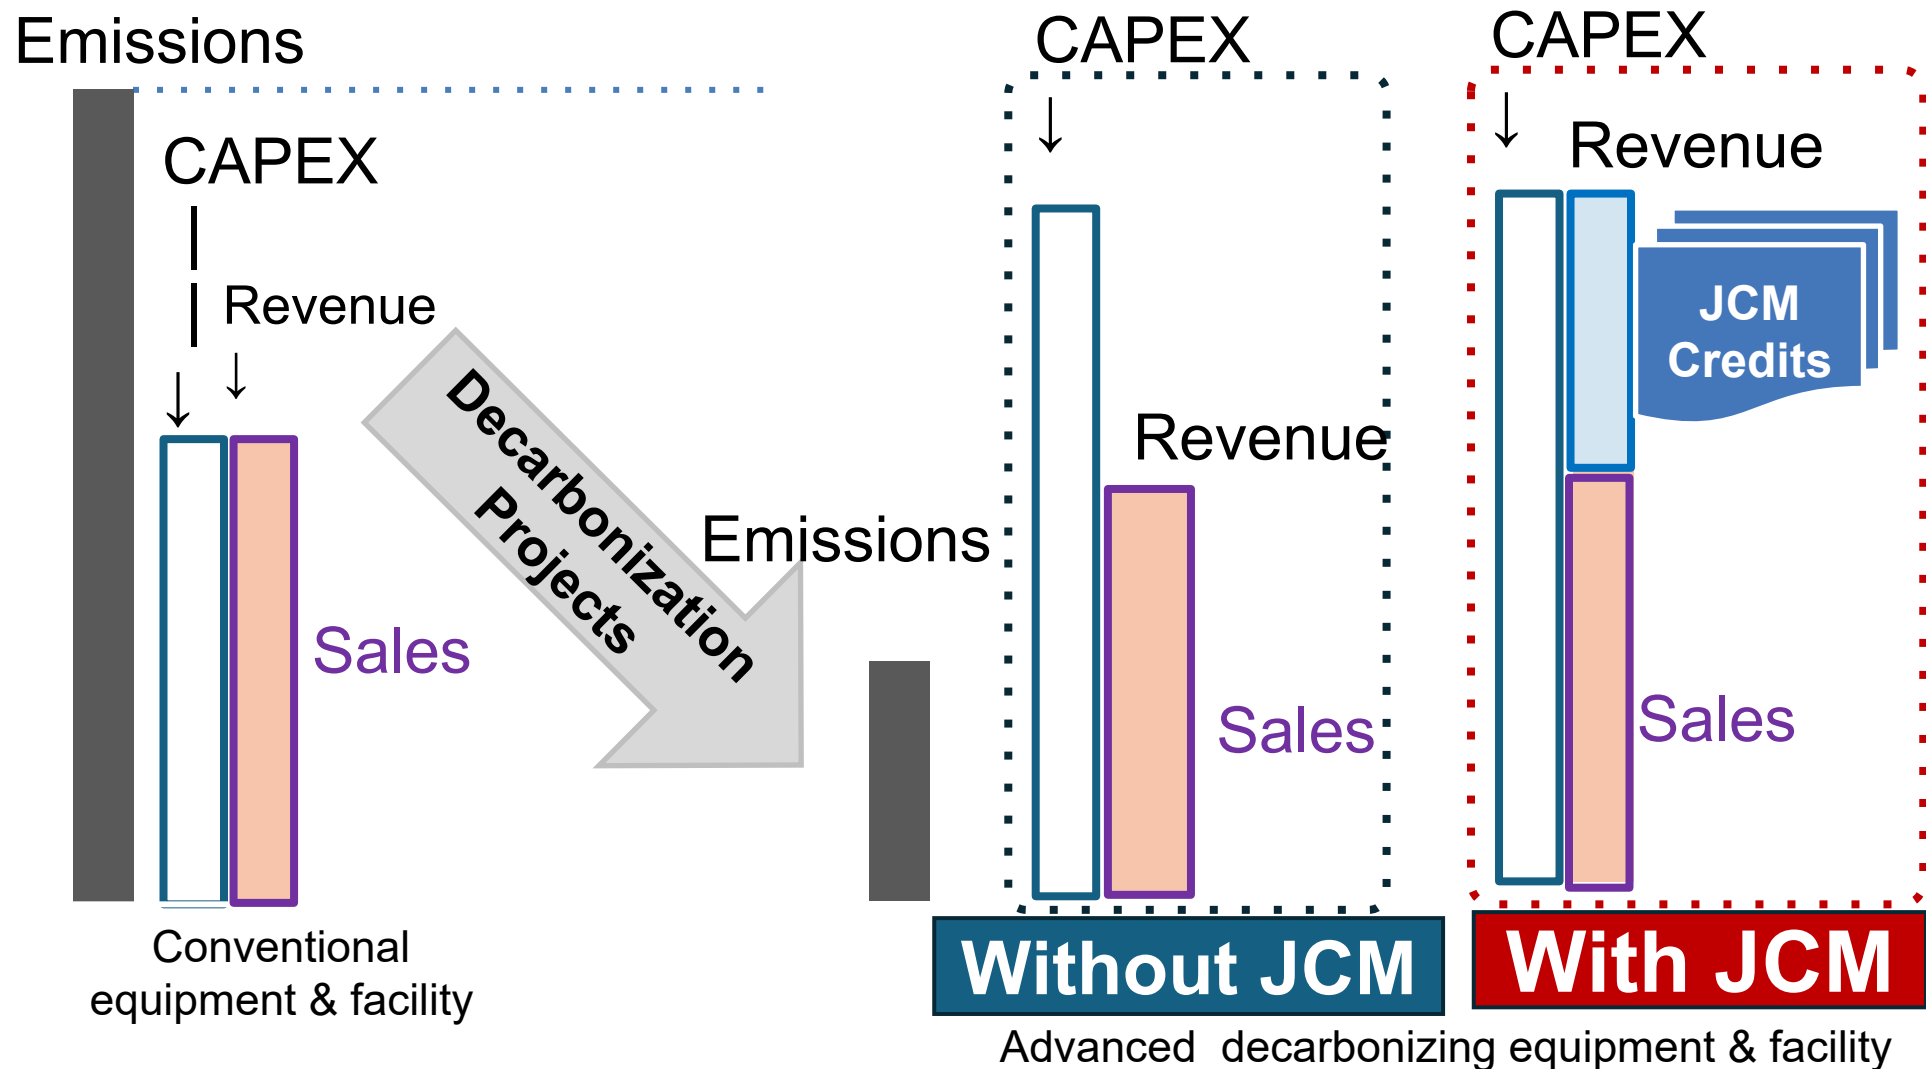 Emissions
CAPEX
Revenue
Sales
Conventional
equipment & facility
Decarbonization
Projects
Emissions
CAPEX
Revenue
Sales
Without JCM
CAPEX
Revenue
JCM
Credits
Sales
With JCM
Advanced  decarbonizing equipment & facility